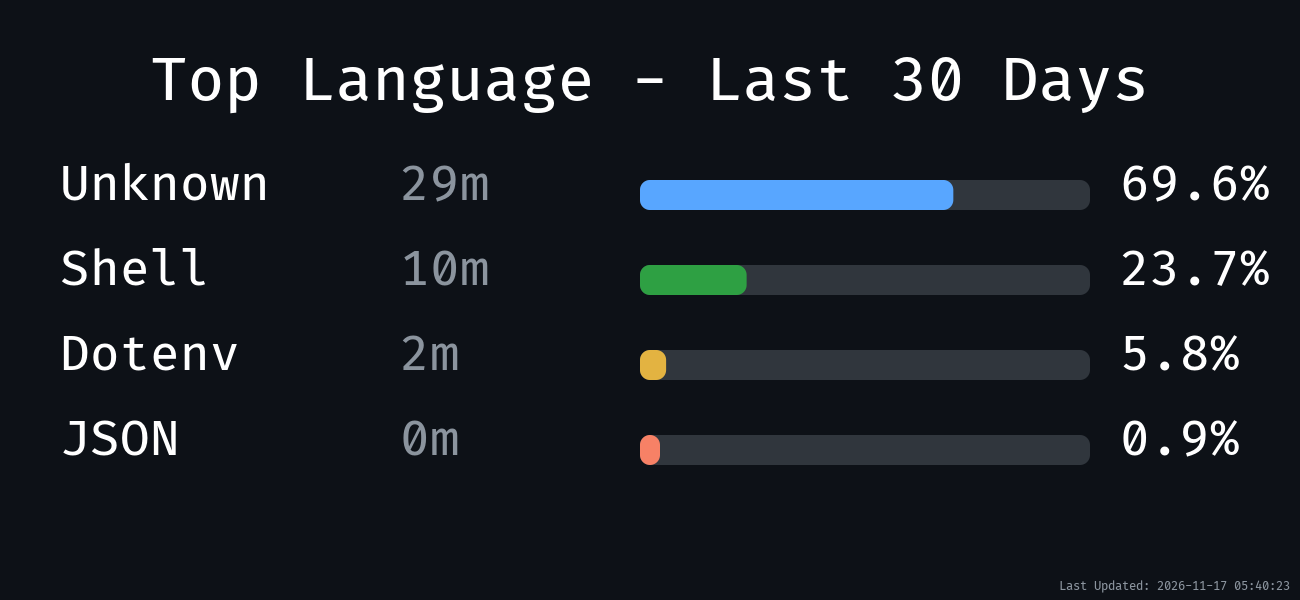 Top Language - Last 30 Days
Unknown 29m 69.6%
Shell 10m 23.7%
Dotenv 2m 5.8%
JSON 0m 0.9%
Last Updated: 2026-11-17 05:40:23